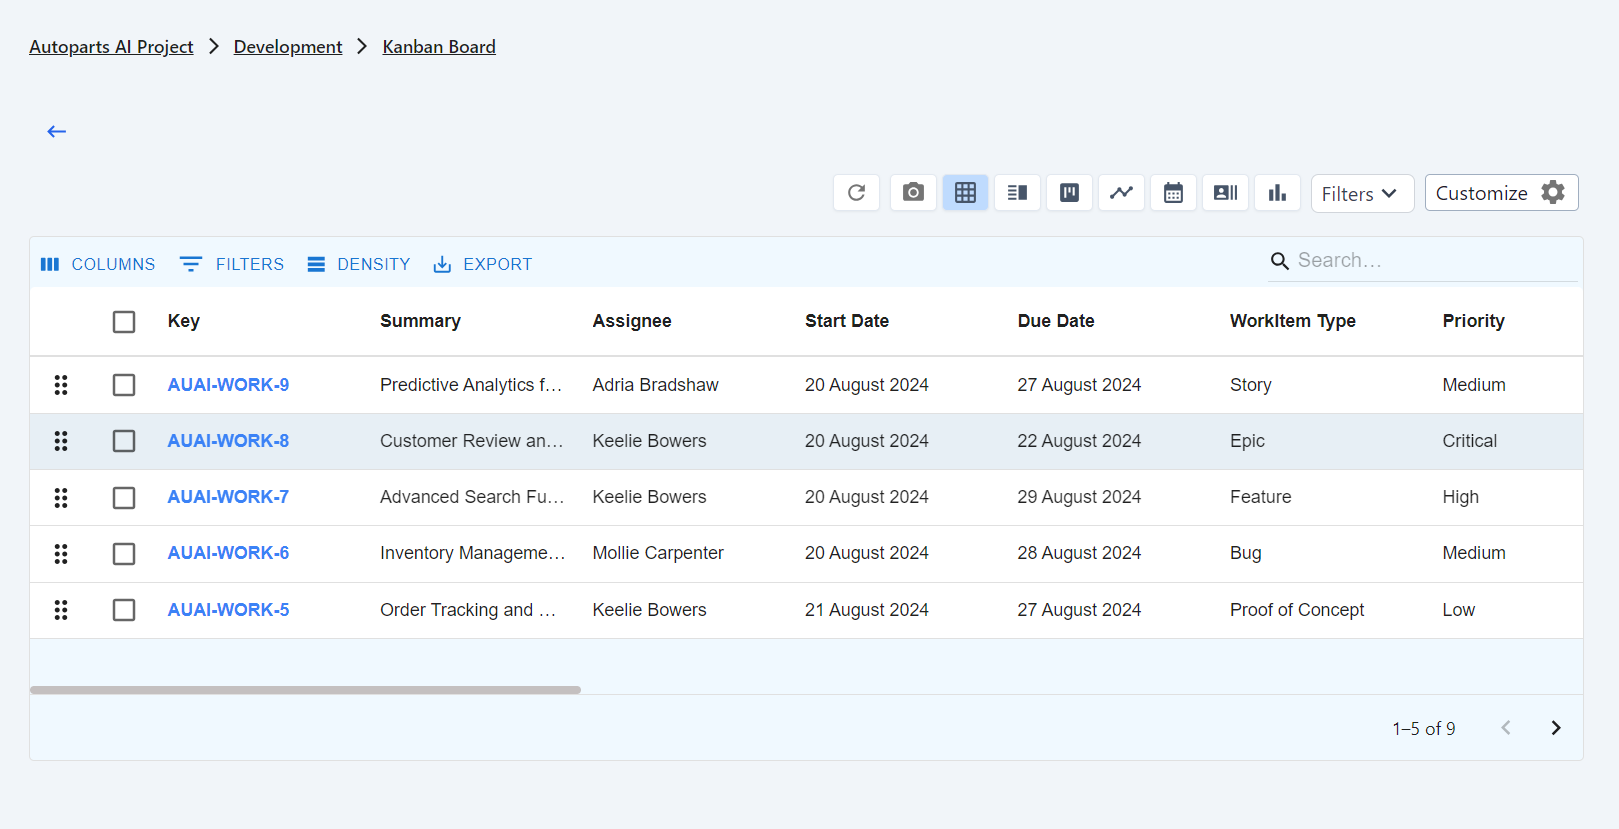 Autoparts AI Project > Development > Kanban Board
Filters Customize
COLUMNS FILTERS DENSITY EXPORT Search…
Key Summary Assignee Start Date Due Date WorkItem Type Priority
AUAI-WORK-9 Predictive Analytics f… Adria Bradshaw 20 August 2024 27 August 2024 Story Medium
AUAI-WORK-8 Customer Review an… Keelie Bowers 20 August 2024 22 August 2024 Epic Critical
AUAI-WORK-7 Advanced Search Fu… Keelie Bowers 20 August 2024 29 August 2024 Feature High
AUAI-WORK-6 Inventory Manageme… Mollie Carpenter 20 August 2024 28 August 2024 Bug Medium
AUAI-WORK-5 Order Tracking and … Keelie Bowers 21 August 2024 27 August 2024 Proof of Concept Low
1–5 of 9